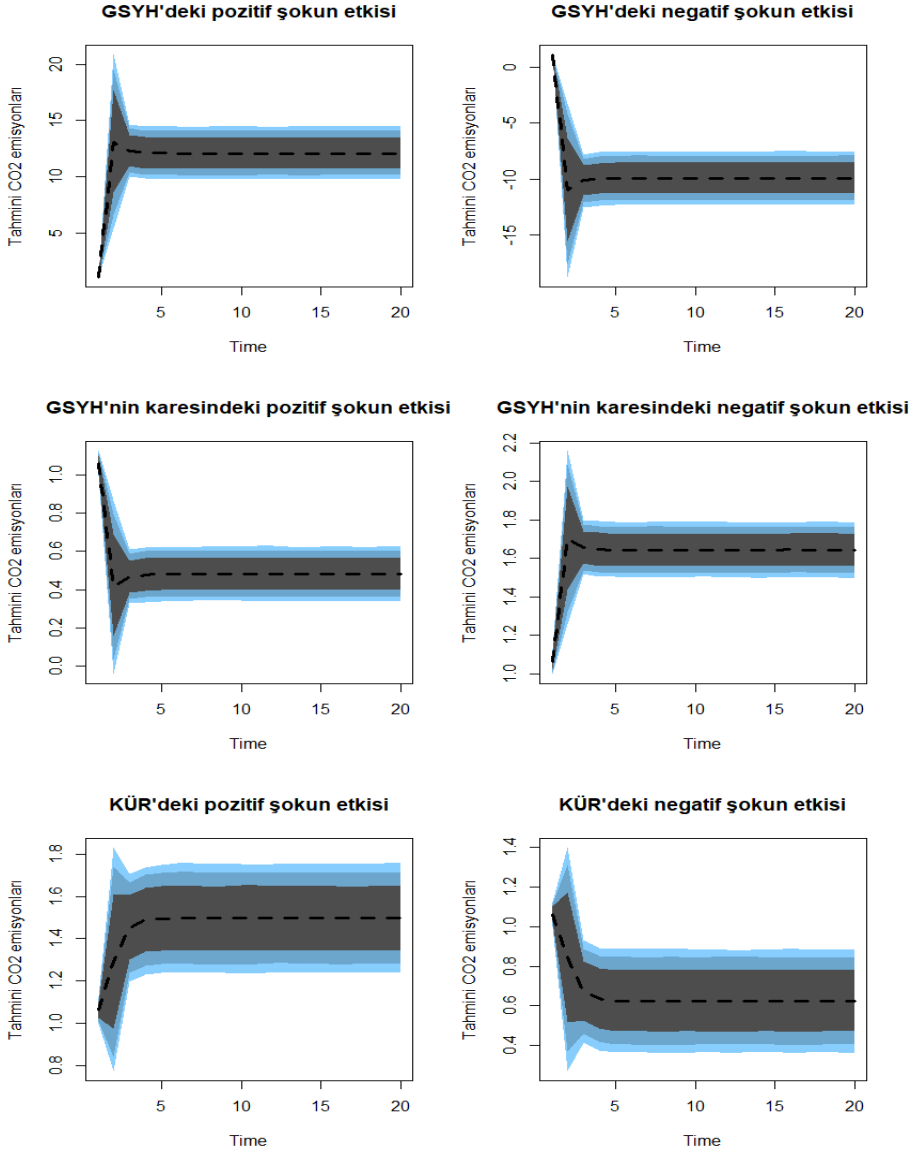 GSYH'deki pozitif şokun etkisi
Tahmini CO2 emisyonları
20
15
10
5
5 10 15 20
Time
GSYH'deki negatif şokun etkisi
Tahmini CO2 emisyonları
0
-5
-10
-15
5 10 15 20
Time
GSYH'nin karesindeki pozitif şokun etkisi
Tahmini CO2 emisyonları
1.0
0.8
0.6
0.4
0.2
0.0
5 10 15 20
Time
GSYH'nin karesindeki negatif şokun etkisi
Tahmini CO2 emisyonları
2.2
2.0
1.8
1.6
1.4
1.2
1.0
5 10 15 20
Time
KÜR'deki pozitif şokun etkisi
Tahmini CO2 emisyonları
1.8
1.6
1.4
1.2
1.0
0.8
5 10 15 20
Time
KÜR'deki negatif şokun etkisi
Tahmini CO2 emisyonları
1.4
1.2
1.0
0.8
0.6
0.4
5 10 15 20
Time